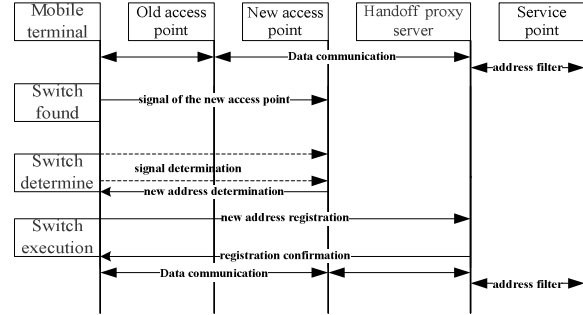 Mobile
terminal
Old access
point
New access
point
Handoff proxy
server
Service
point
Data communication
address filter
Switch
found
signal of the new access point
Switch
determine
signal determination
new address determination
Switch
execution
new address registration
registration confirmation
Data communication
address filter